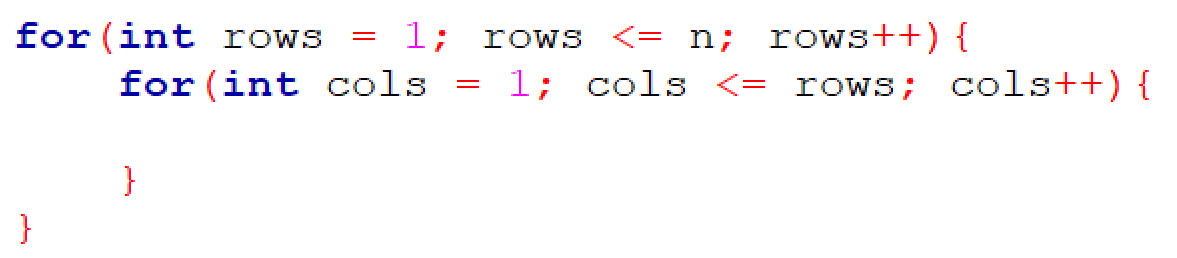 for(int rows = 1; rows <= n; rows++){
    for(int cols = 1; cols <= rows; cols++){
    }
}